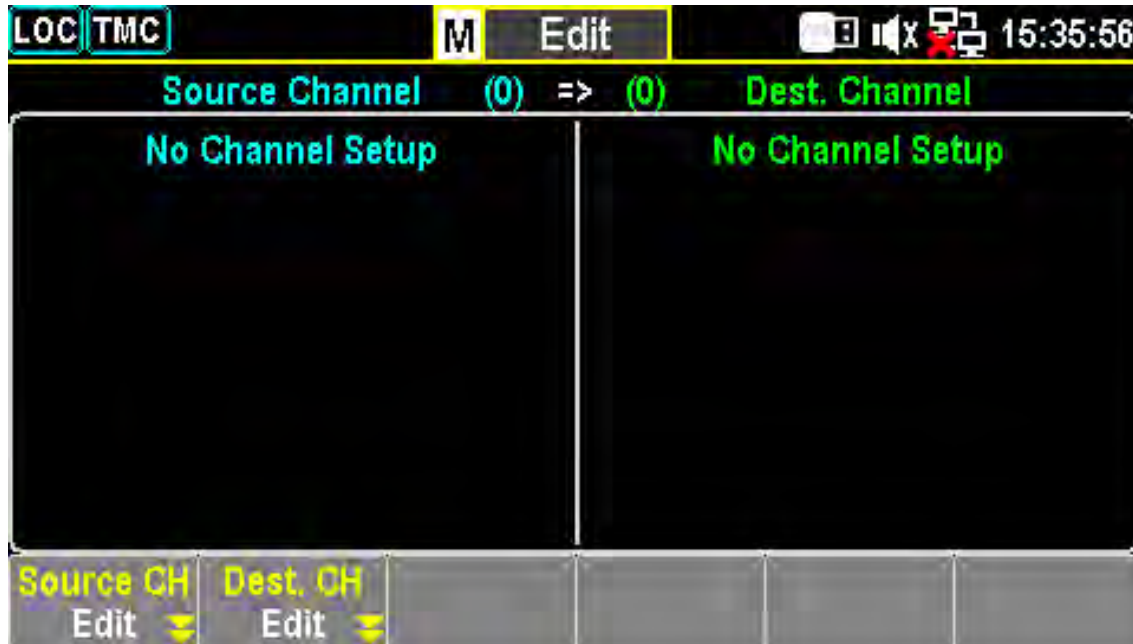 LOC TMC M Edit 15:35:56
Source Channel (0) => (0) Dest. Channel
No Channel Setup No Channel Setup
Source CH Dest. CH
Edit Edit